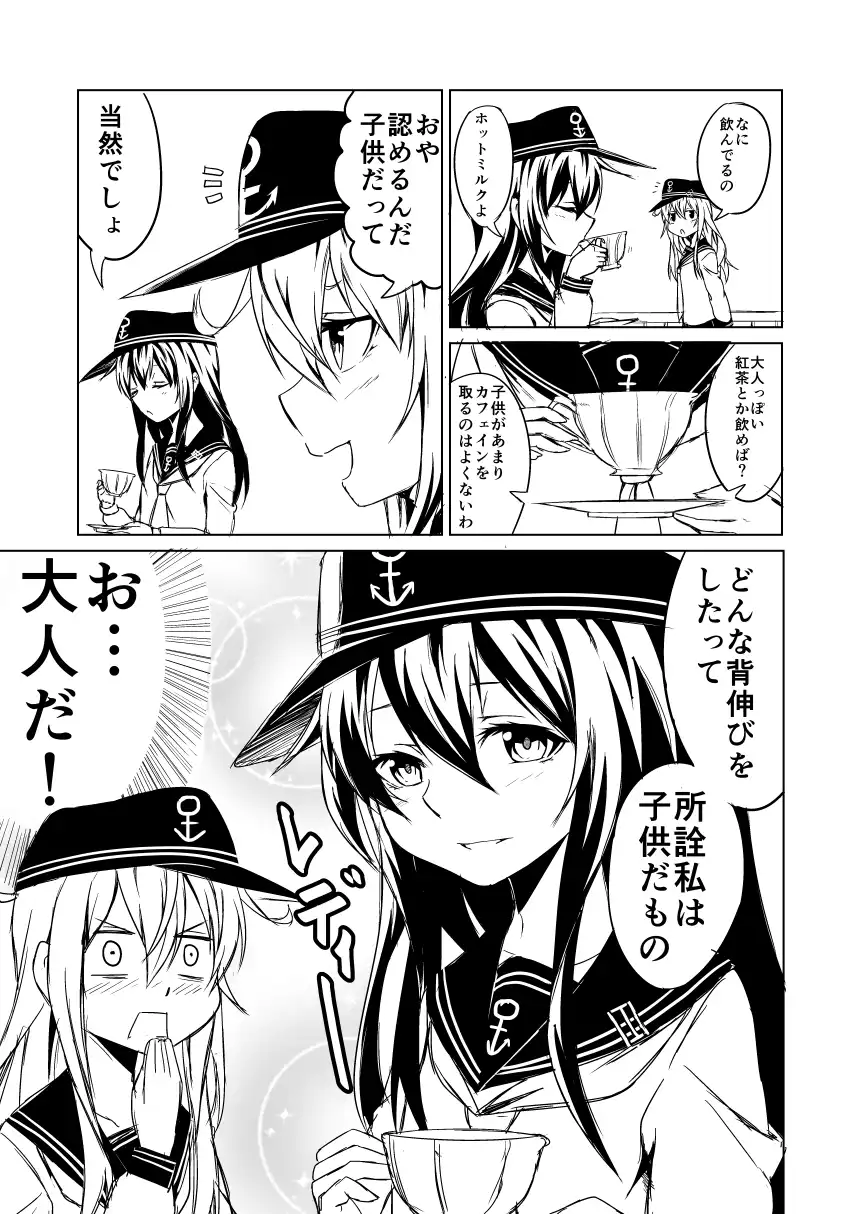 なに
飲んでるの
ホットミルクよ
大人っぽい
紅茶とか飲めば?
子供があまり
カフェインを
取るのはよくないわ
おや
認めるんだ
子供だって
当然でしょ
どんな背伸びを
したって
所詮私は
子供だもの
レディー
お…
大人だ!